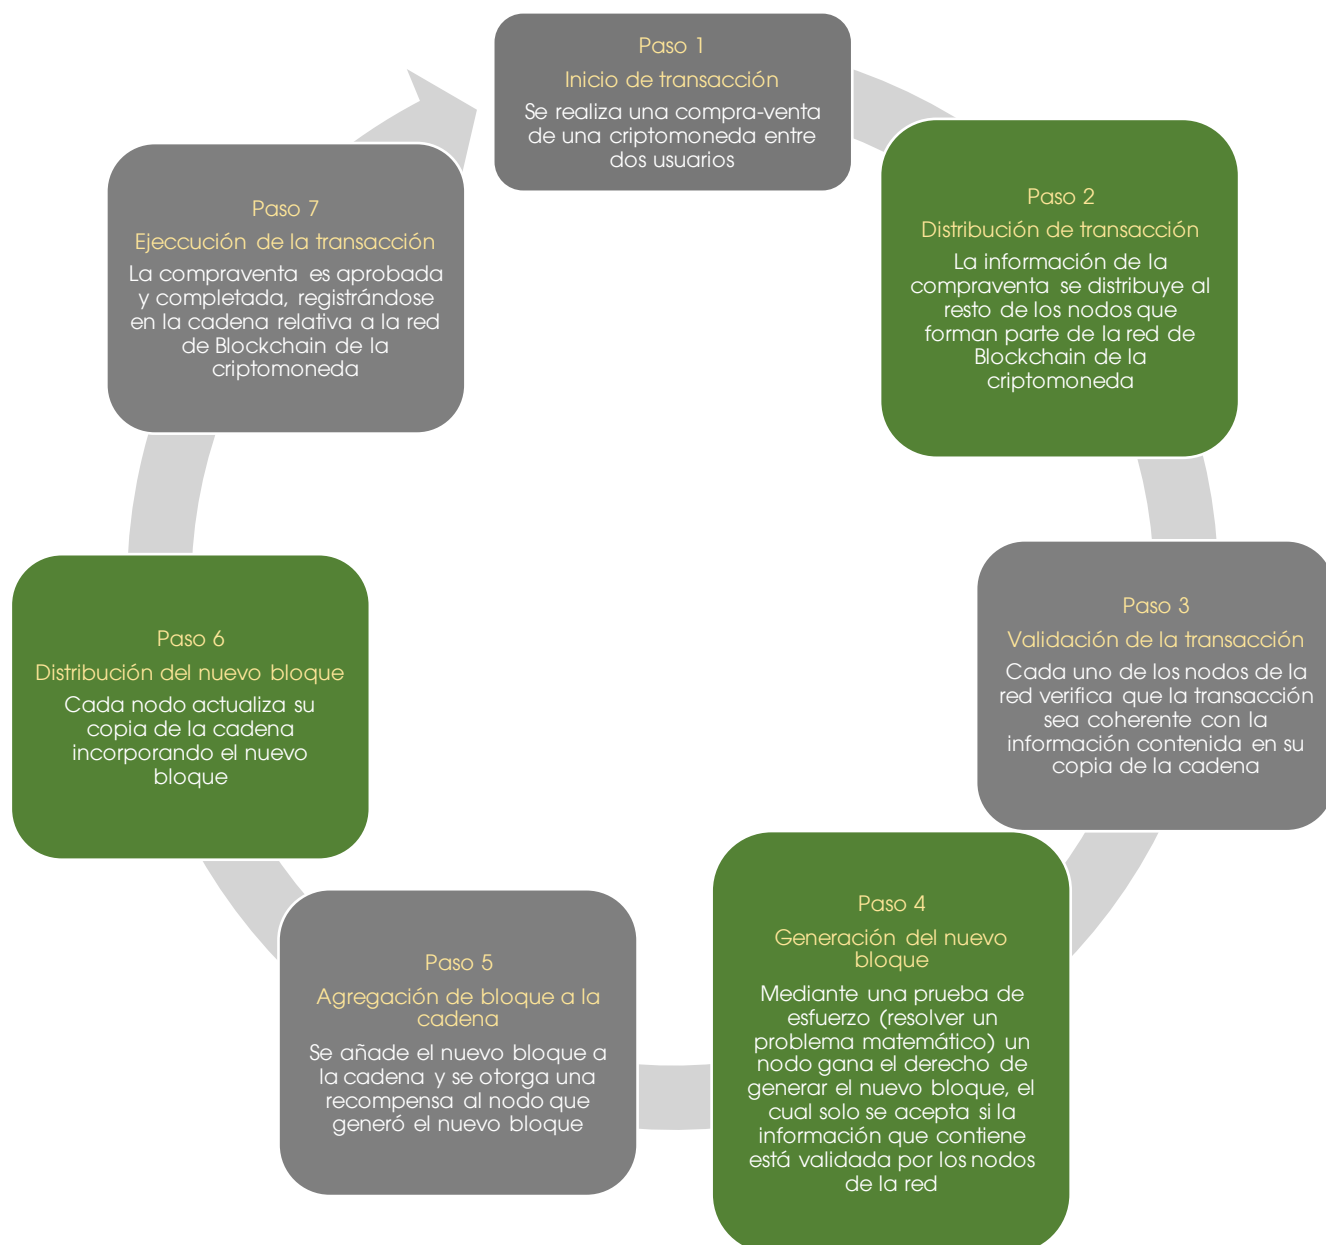 Paso 1
Inicio de transacción
Se realiza una compra-venta
de una criptomoneda entre
dos usuarios
Paso 2
Distribución de transacción
La información de la
compraventa se distribuye al
resto de los nodos que
forman parte de la red de
Blockchain de la
criptomoneda
Paso 3
Validación de la transacción
Cada uno de los nodos de la
red verifica que la transacción
sea coherente con la
información contenida en su
copia de la cadena
Paso 4
Generación del nuevo
bloque
Mediante una prueba de
esfuerzo (resolver un
problema matemático) un
nodo gana el derecho de
generar el nuevo bloque, el
cual solo se acepta si la
información que contiene
está validada por los nodos
de la red
Paso 5
Agregación de bloque a la
cadena
Se añade el nuevo bloque a
la cadena y se otorga una
recompensa al nodo que
generó el nuevo bloque
Paso 6
Distribución del nuevo bloque
Cada nodo actualiza su
copia de la cadena
incorporando el nuevo
bloque
Paso 7
Ejeccución de la transacción
La compraventa es aprobada
y completada, registrándose
en la cadena relativa a la red
de Blockchain de la
criptomoneda